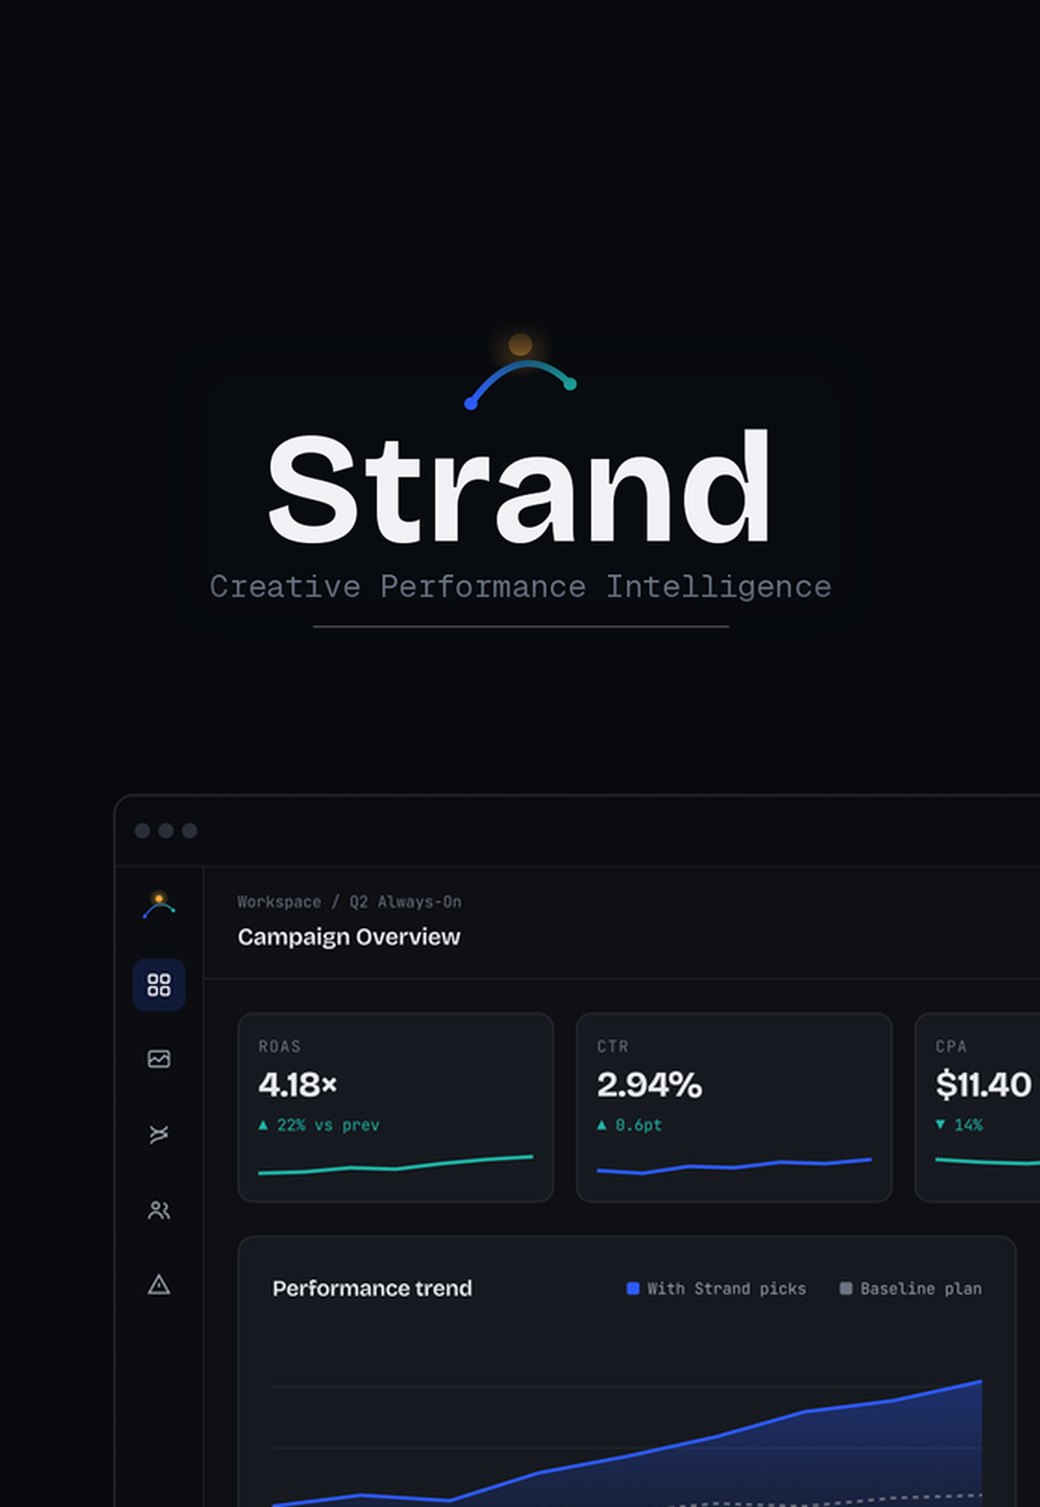 Strand
Creative Performance Intelligence
Workspace / Q2 Always-On
Campaign Overview
ROAS
4.18×
▲ 22% vs prev
CTR
2.94%
▲ 0.6pt
CPA
$11.40
▼ 14%
Performance trend
With Strand picks
Baseline plan